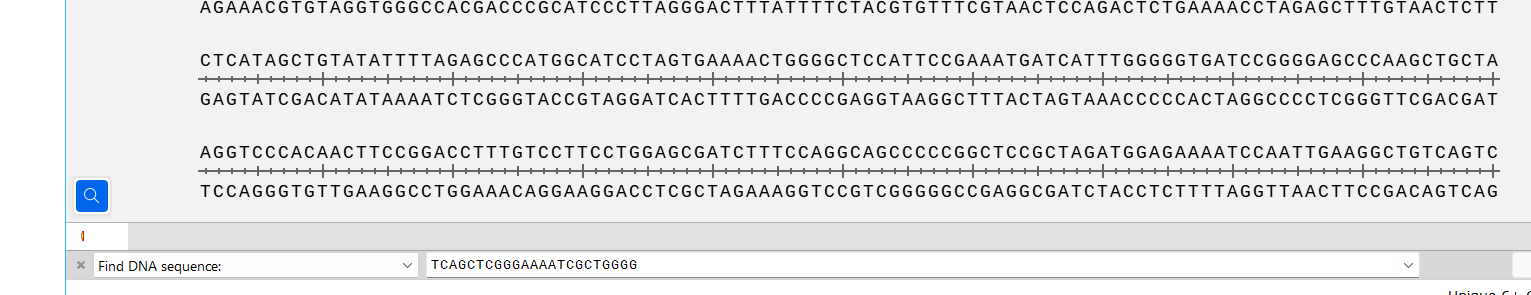 AGAAACGTGTAGGTGGGCCACGACCCGCATCCCTTAGGGACTTTATTTTCTACGTGTTTCGTAACTCCAGACTCTGAAAACCTAGAGCTTTGTAACTCTT
CTCATAGCTGTATATTTTAGAGCCCATGGCATCCTAGTGAAAACTGGGGCTCCATTCCGAAATGATCATTTGGGGGTGATCCGGGGAGCCCAAGCTGCTA
GAGTATCGACATATAAAATCTCGGGTACCGTAGGATCACTTTTGACCCCGAGGTAAGGCTTTACTAGTAAACCCCCACTAGGCCCCTCGGGTTCGACGAT
AGGTCCCACAACTTCCGGACCTTTGTCCTTCCTGGAGCGATCTTTCCAGGCAGCCCCCGGCTCCGCTAGATGGAGAAAATCCAATTGAAGGCTGTCAGTC
TCCAGGGTGTTGAAGGCCTGGAAACAGGAAGGACCTCGCTAGAAAGGTCCGTCGGGGGCCGAGGCGATCTACCTCTTTTAGGTTAACTTCCGACAGTCAG
Find DNA sequence:
TCAGCTCGGGAAAATCGCTGGGG